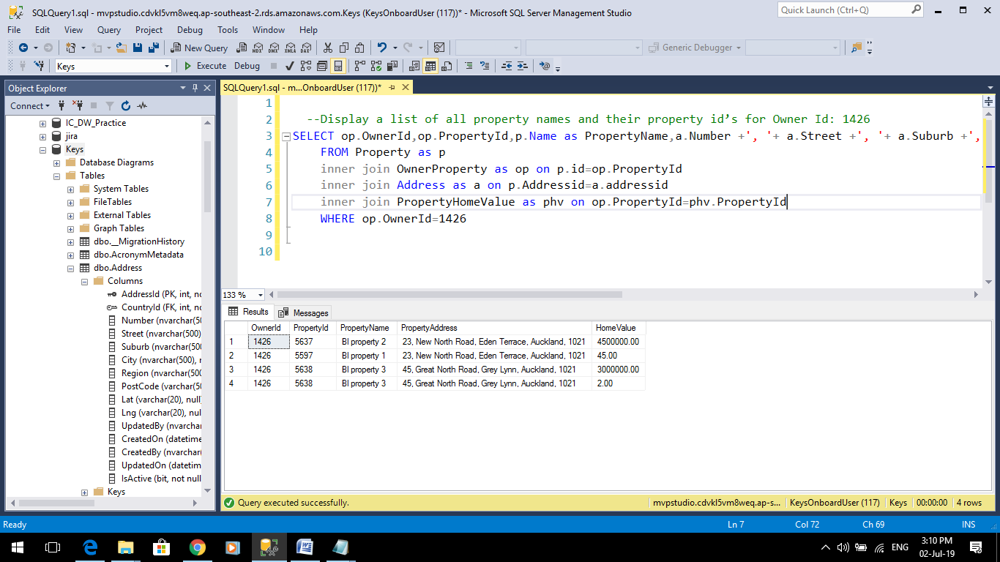 SQLQuery1.sql - mvpstudio.cdvkl5vm8weq.ap-southeast-2.rds.amazonaws.com.Keys (KeysOnboardUser (117))* - Microsoft SQL Server Management Studio
Quick Launch (Ctrl+Q)
File Edit View Query Project Debug Tools Window Help
New Query MDX DMX XMLA DAX Generic Debugger
Keys Execute Debug
Object Explorer
Connect
IC_DW_Practice
jira
Keys
Database Diagrams
Tables
System Tables
FileTables
External Tables
Graph Tables
dbo.__MigrationHistory
dbo.AcronymMetadata
dbo.Address
Columns
AddressId (PK, int, no
CountryId (FK, int, no
Number (nvarchar(50
Street (nvarchar(500)
Suburb (nvarchar(500
City (nvarchar(500), n
Region (nvarchar(500
PostCode (varchar(50
Lat (varchar(20), null
Lng (varchar(20), null
UpdatedBy (nvarchar
CreatedOn (datetime
CreatedBy (nvarchar(
UpdatedOn (datetim
IsActive (bit, not null
Keys
SQLQuery1.sql - m...OnboardUser (117))*
1
2 --Display a list of all property names and their property id’s for Owner Id: 1426
3 SELECT op.OwnerId,op.PropertyId,p.Name as PropertyName,a.Number +', '+ a.Street +', '+ a.Suburb +',
4 FROM Property as p
5 inner join OwnerProperty as op on p.id=op.PropertyId
6 inner join Address as a on p.Addressid=a.addressid
7 inner join PropertyHomeValue as phv on op.PropertyId=phv.PropertyId
8 WHERE op.OwnerId=1426
9
10
133 %
Results Messages
OwnerId PropertyId PropertyName PropertyAddress HomeValue
1 1426 5637 BI property 2 23, New North Road, Eden Terrace, Auckland, 1021 4500000.00
2 1426 5597 BI property 1 23, New North Road, Eden Terrace, Auckland, 1021 45.00
3 1426 5638 BI property 3 45, Great North Road, Grey Lynn, Auckland, 1021 3000000.00
4 1426 5638 BI property 3 45, Great North Road, Grey Lynn, Auckland, 1021 2.00
Query executed successfully. mvpstudio.cdvkl5vm8weq.ap-s... KeysOnboardUser (117) Keys 00:00:00 4 rows
Ready Ln 7 Col 72 Ch 69 INS
ENG 3:10 PM
02-Jul-19